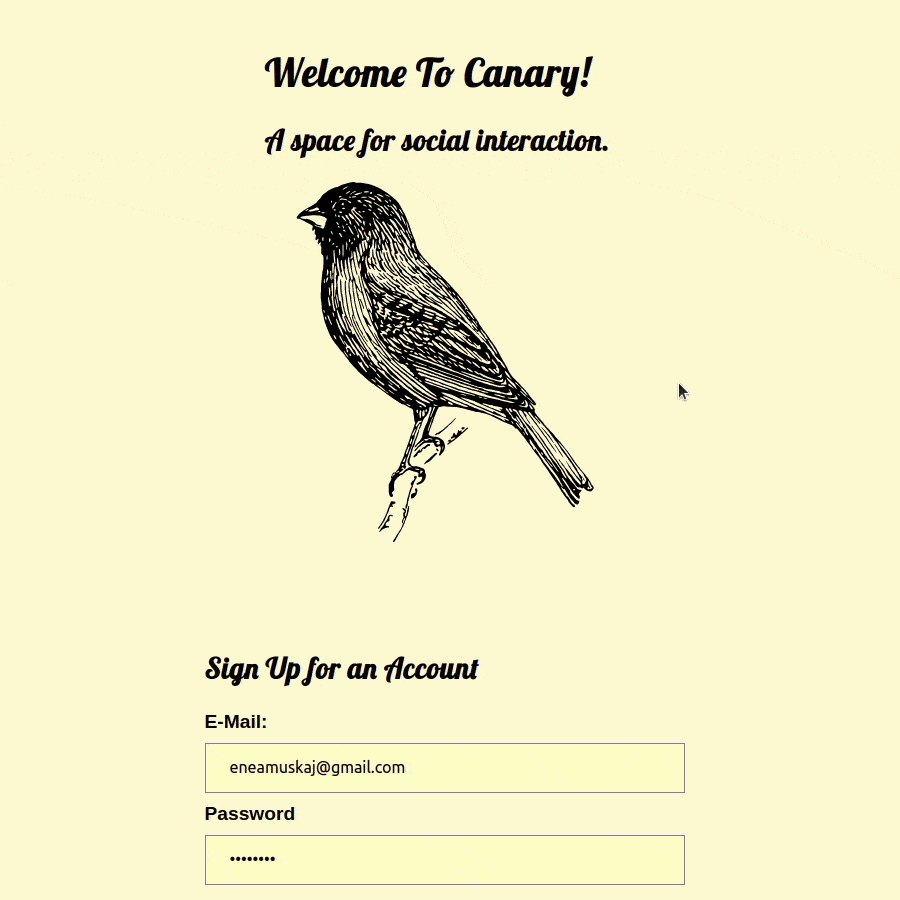 Welcome To Canary!
A space for social interaction.
Sign Up for an Account
E-Mail:
eneamuskaj@gmail.com
Password
••••••••